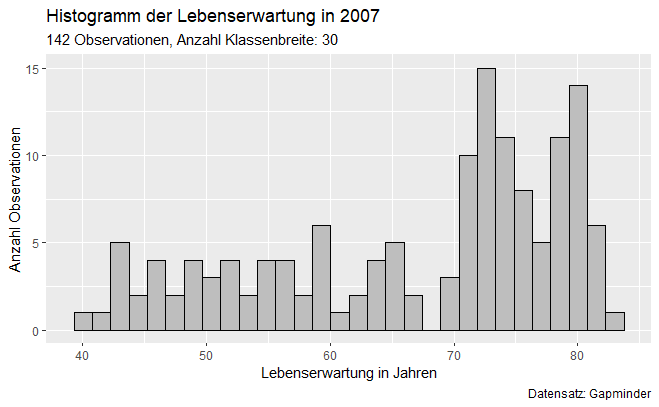 Histogramm der Lebenserwartung in 2007
142 Observationen, Anzahl Klassenbreite: 30
15
10
5
0
Anzahl Observationen
40 50 60 70 80
Lebenserwartung in Jahren
Datensatz: Gapminder